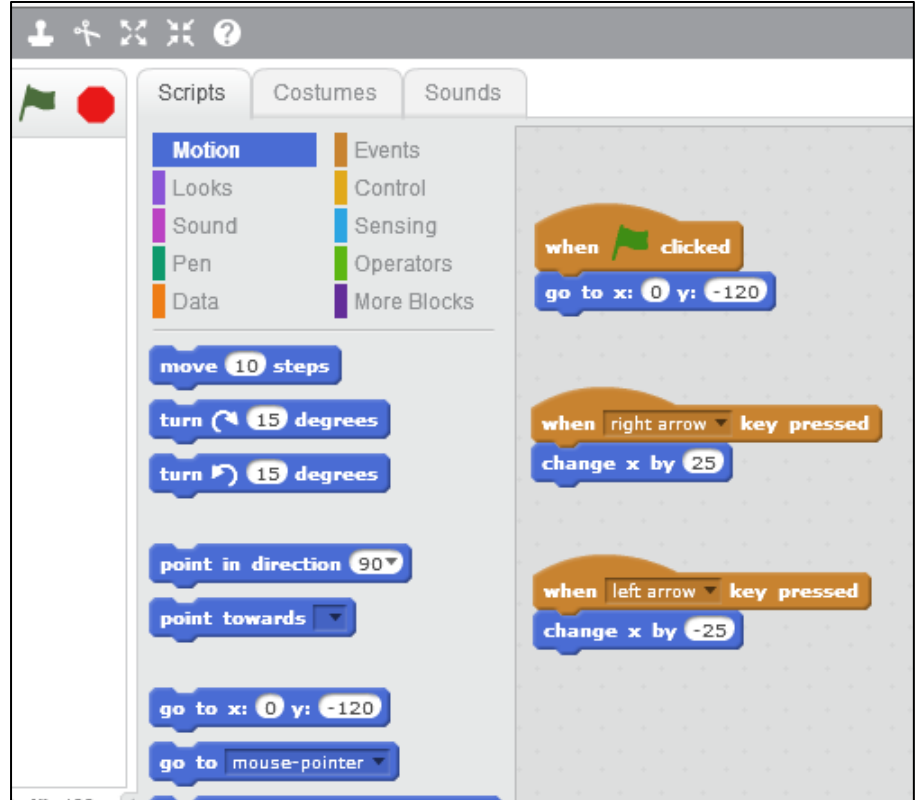 Scripts Costumes Sounds
Motion Events
Looks Control
Sound Sensing
Pen Operators
Data More Blocks
move 10 steps
turn 15 degrees
turn 15 degrees
point in direction 90
point towards
go to x: 0 y: -120
go to mouse-pointer
when clicked
go to x: 0 y: -120
when right arrow key pressed
change x by 25
when left arrow key pressed
change x by -25